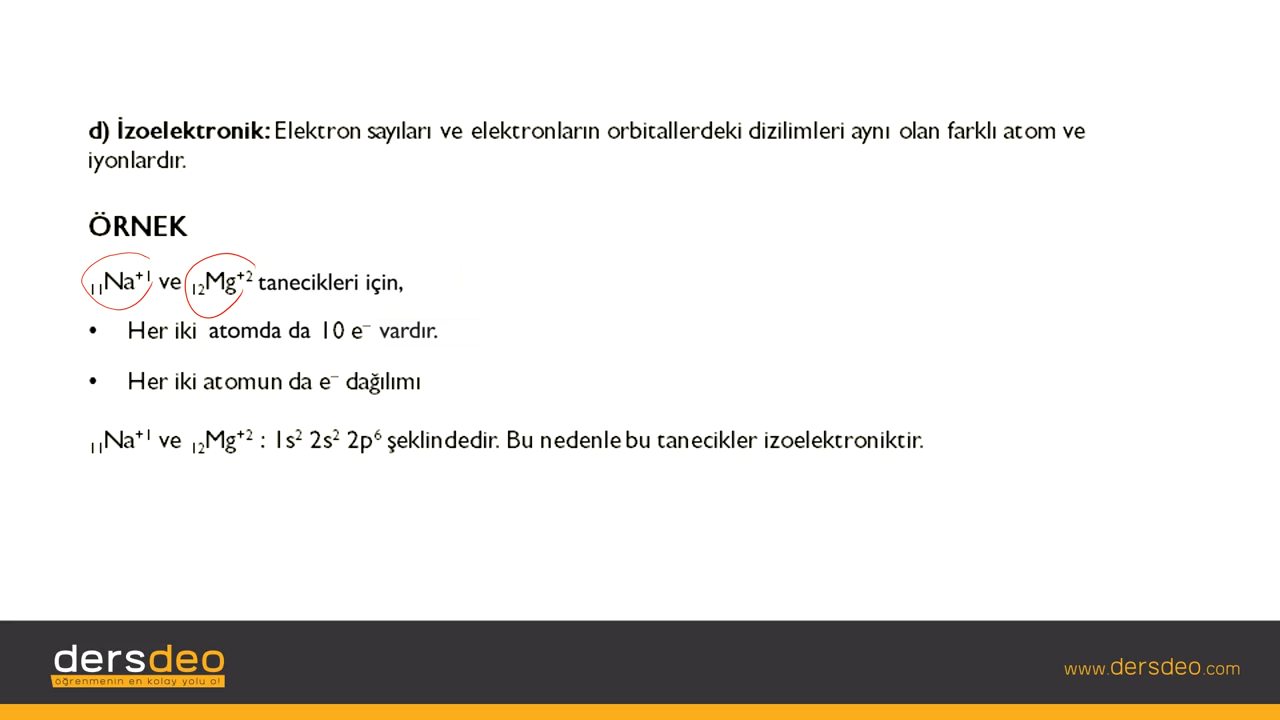 d) İzoelektronik: Elektron sayıları ve elektronların orbitallerdeki dizilimleri aynı olan farklı atom ve
iyonlardır.
ÖRNEK
₁₁Na⁺¹ ve ₁₂Mg⁺² tanecikleri için,
• Her iki atomda da 10 e⁻ vardır.
• Her iki atomun da e⁻ dağılımı
₁₁Na⁺¹ ve ₁₂Mg⁺² : 1s² 2s² 2p⁶ şeklindedir. Bu nedenle bu tanecikler izoelektroniktir.
dersdeo
öğrenmenin en kolay yolu o!
www.dersdeo.com